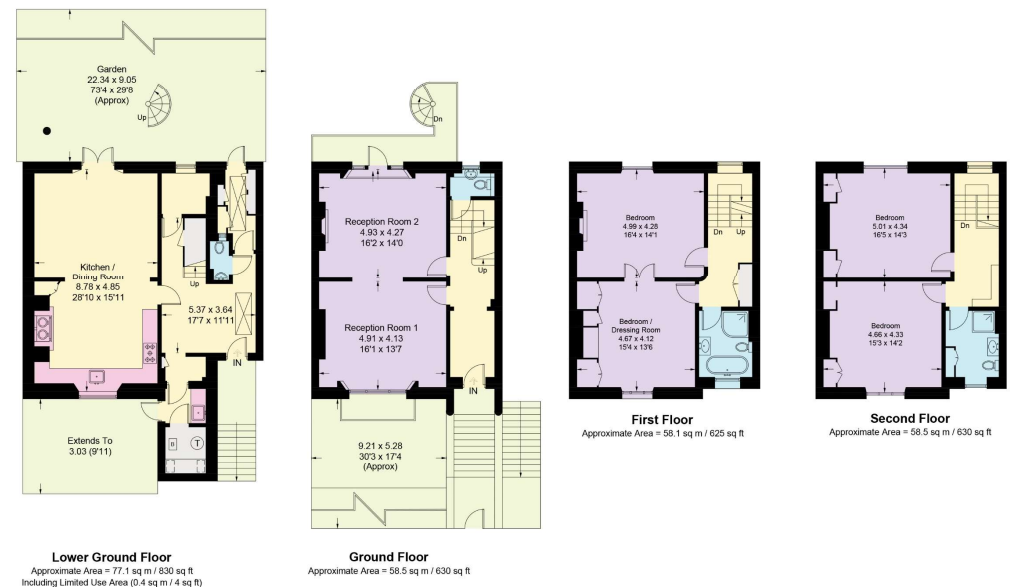 Garden
22.34 x 9.05
73'4 x 29'8
(Approx)
Up
Kitchen /
Dining Room
8.78 x 4.85
28'10 x 15'11
Up
5.37 x 3.64
17'7 x 11'11
IN
T
B
Extends To
3.03 (9'11)
Lower Ground Floor
Approximate Area = 77.1 sq m / 830 sq ft
Including Limited Use Area (0.4 sq m / 4 sq ft)
Dn
Reception Room 2
4.93 x 4.27
16'2 x 14'0
Dn
Up
Reception Room 1
4.91 x 4.13
16'1 x 13'7
IN
9.21 x 5.28
30'3 x 17'4
(Approx)
Ground Floor
Approximate Area = 58.5 sq m / 630 sq ft
Bedroom
4.99 x 4.28
16'4 x 14'1
Dn
Up
Bedroom /
Dressing Room
4.67 x 4.12
15'4 x 13'6
First Floor
Approximate Area = 58.1 sq m / 625 sq ft
Bedroom
5.01 x 4.34
16'5 x 14'3
Dn
Bedroom
4.66 x 4.33
15'3 x 14'2
Second Floor
Approximate Area = 58.5 sq m / 630 sq ft